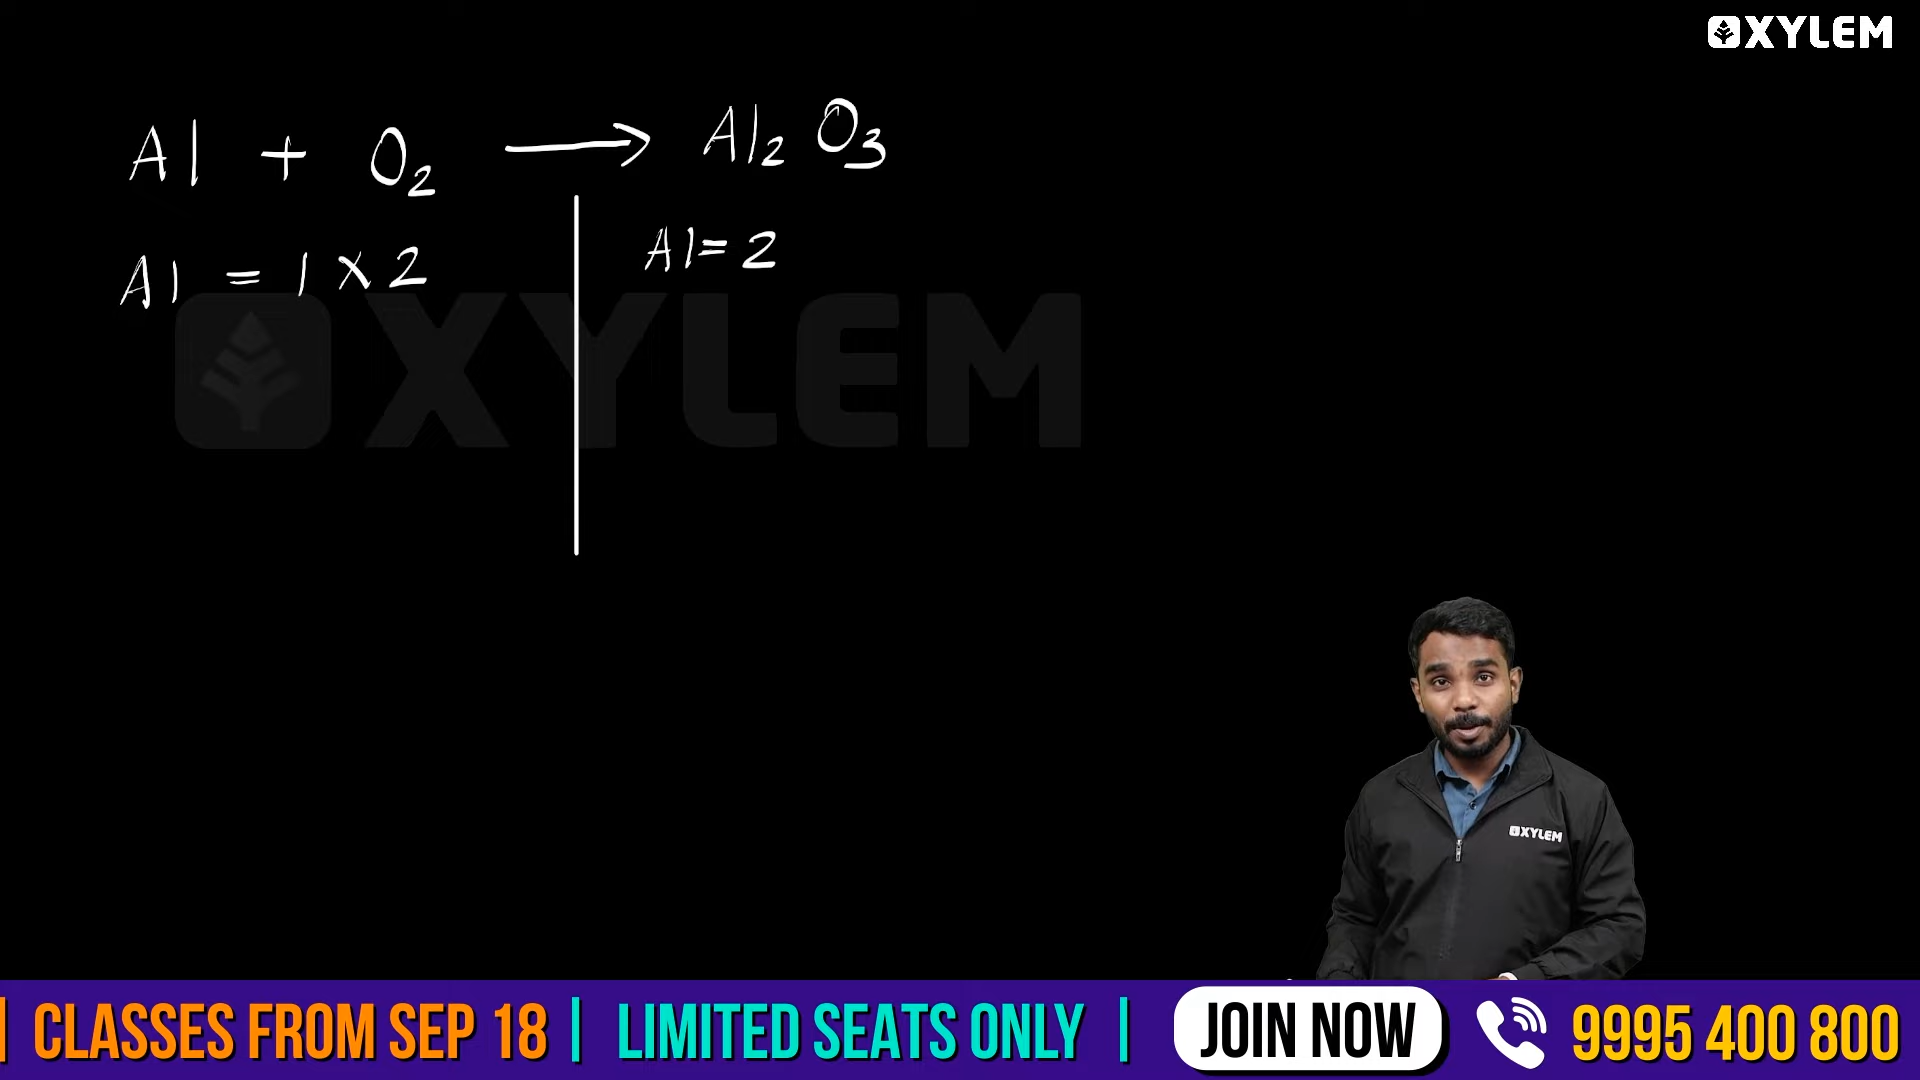 XYLEM
Al + O₂ ⟶ Al₂ O₃
Al = 1 × 2
Al = 2
XYLEM
XYLEM
CLASSES FROM SEP 18 | LIMITED SEATS ONLY | JOIN NOW 9995 400 800